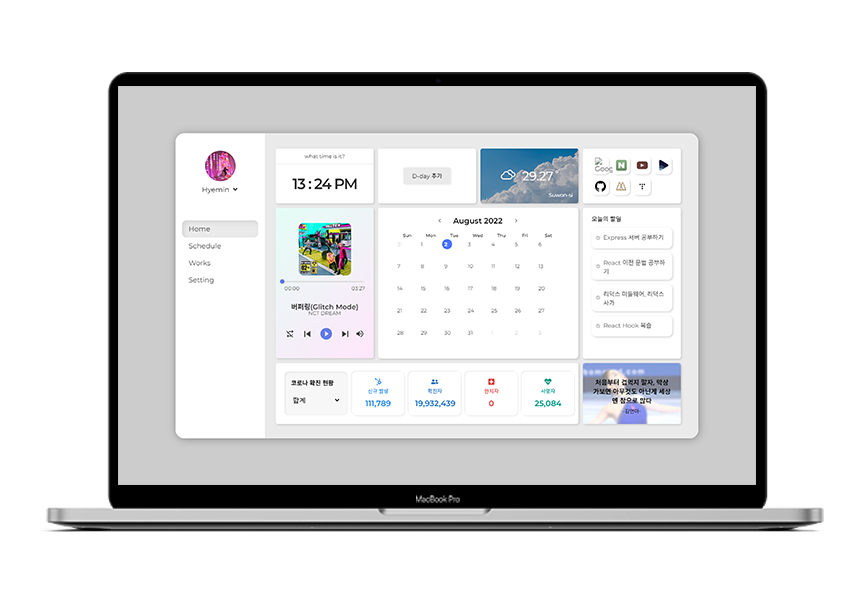 Hyemin
Home
Schedule
Works
Setting
what time is it?
13 : 24 PM
D-day 추가
29.27°
Suwon-si
Goog
N
오늘의 할일
Express 서버 공부하기
React 이전 문법 공부하
기
리덕스 미들웨어, 리덕스
사가
React Hook 복습
00:00
03:27
버퍼링(Glitch Mode)
NCT DREAM
August 2022
Sun Mon Tue Wed Thu Fri Sat
31 1 2 3 4 5 6
7 8 9 10 11 12 13
14 15 16 17 18 19 20
21 22 23 24 25 26 27
28 29 30 31 1 2 3
코로나 확진 현황
합계
신규 발생
111,789
확진자
19,932,439
완치자
0
사망자
25,084
처음부터 겁먹지 말자. 막상
가보면 아무것도 아닌게 세상
엔 참으로 많다
-김연아-
MacBook Pro